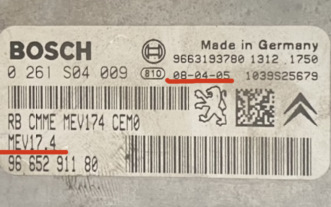 BOSCH
Made in Germany
9663193780 1312.1750
0 261 S04 009 810 08-04-05 1039S25679
RB CMME MEV174 CEM0
MEV17.4
96 652 911 80